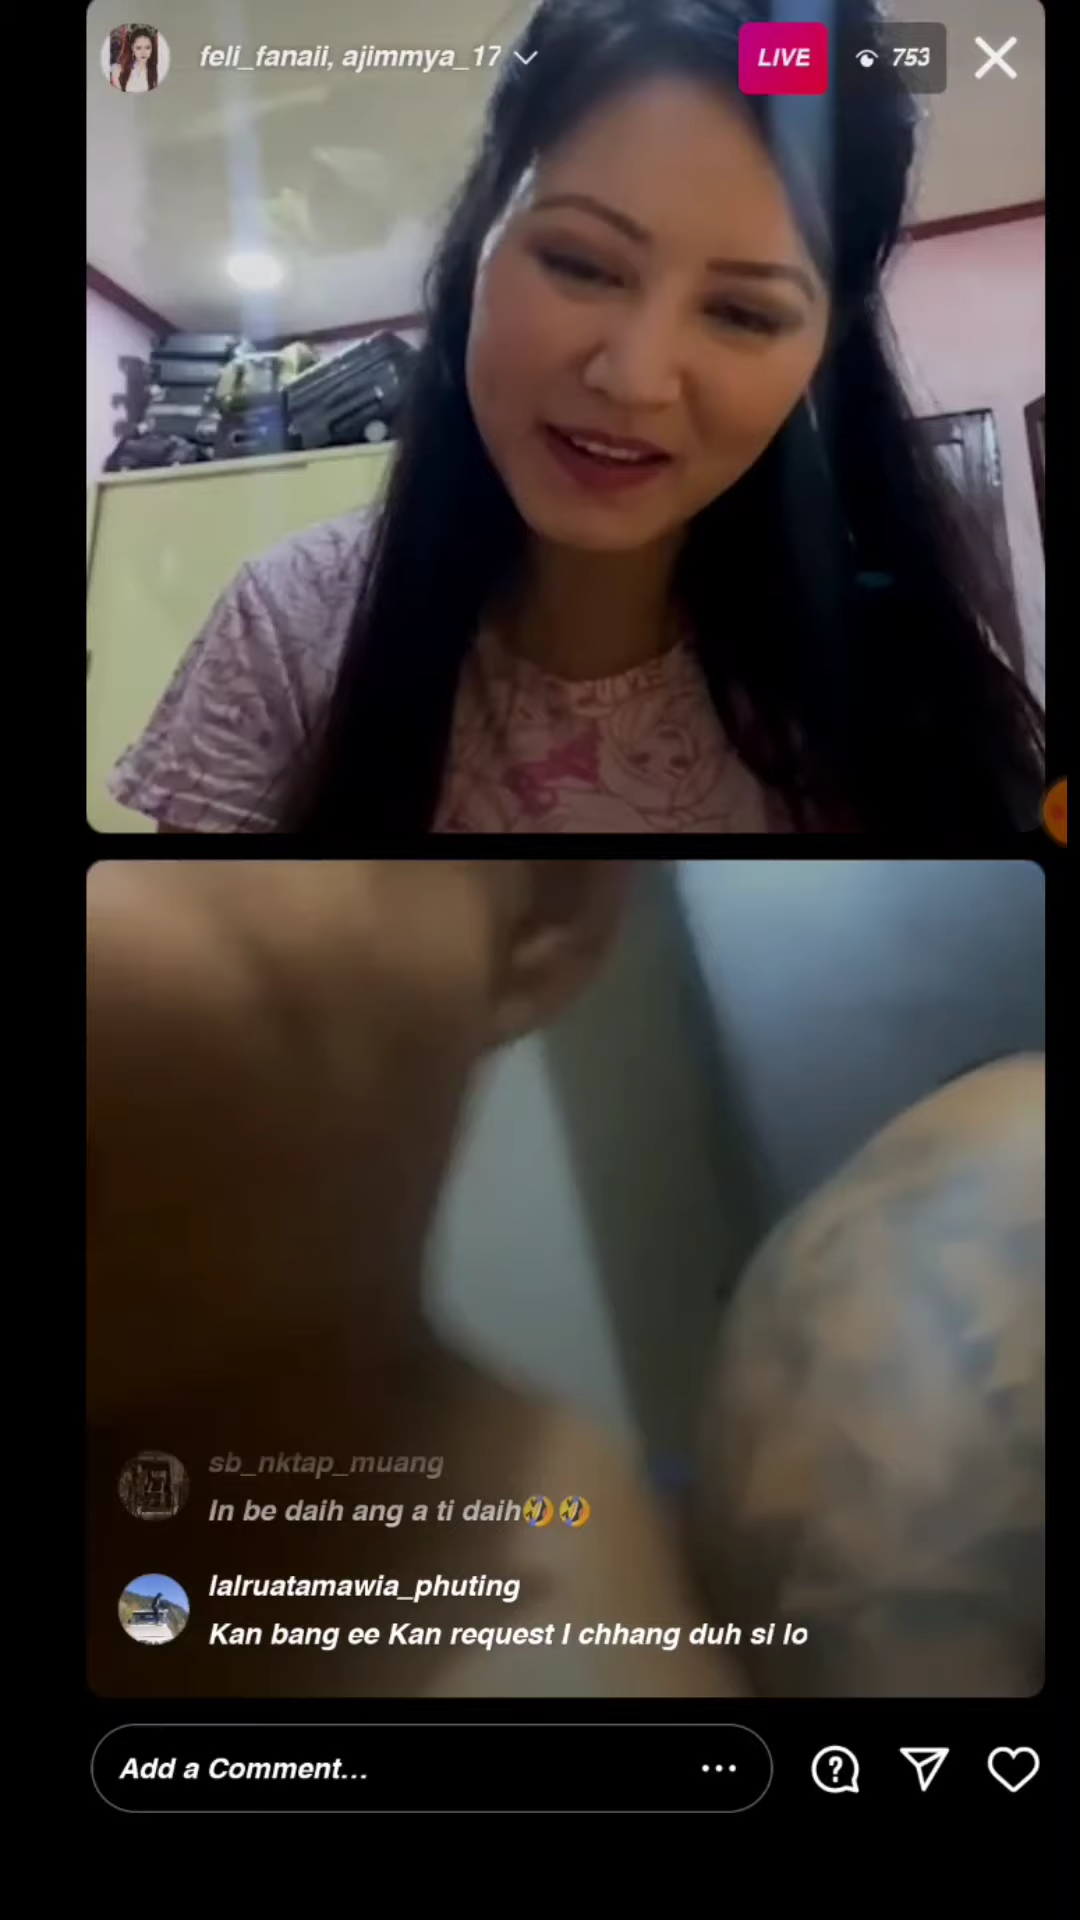 feli_fanaii, ajimmya_17
LIVE
753
sb_nktap_muang
In be daih ang a ti daih🤣🤣
lalruatamawia_phuting
Kan bang ee Kan request I chhang duh si lo
Add a Comment...